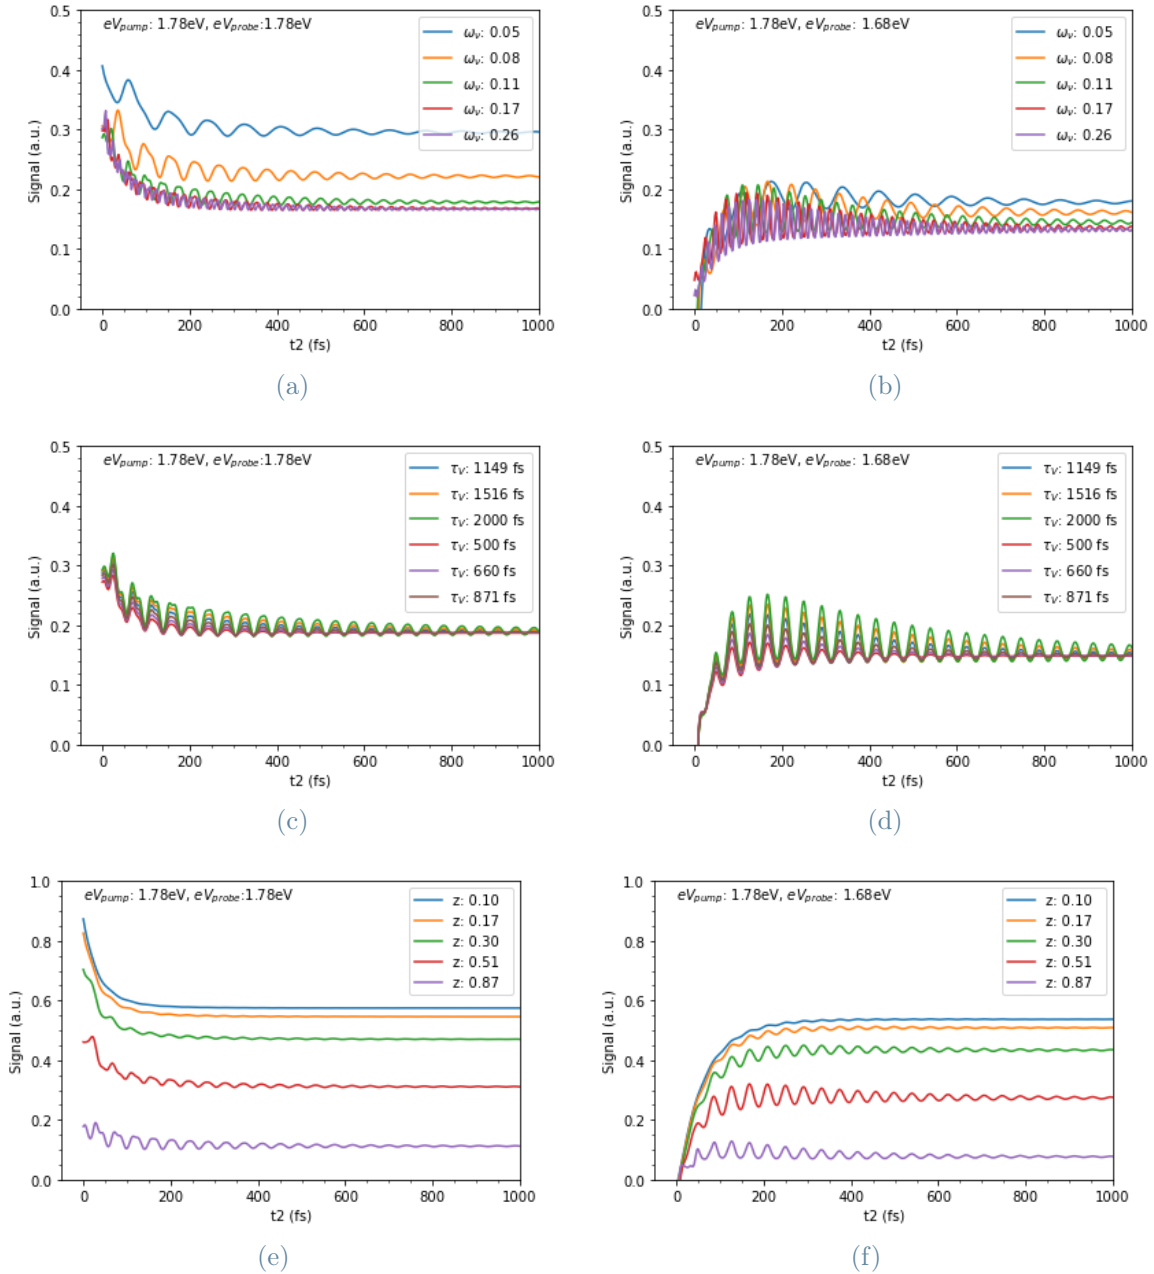 eV_pump: 1.78eV, eV_probe:1.78eV
ω_ν: 0.05
ω_ν: 0.08
ω_ν: 0.11
ω_ν: 0.17
ω_ν: 0.26
Signal (a.u.)
0.5
0.4
0.3
0.2
0.1
0.0
0 200 400 600 800 1000
t2 (fs)
(a)
eV_pump: 1.78eV, eV_probe: 1.68eV
ω_ν: 0.05
ω_ν: 0.08
ω_ν: 0.11
ω_ν: 0.17
ω_ν: 0.26
Signal (a.u.)
0.5
0.4
0.3
0.2
0.1
0.0
0 200 400 600 800 1000
t2 (fs)
(b)
eV_pump: 1.78eV, eV_probe:1.78eV
τ_V: 1149 fs
τ_V: 1516 fs
τ_V: 2000 fs
τ_V: 500 fs
τ_V: 660 fs
τ_V: 871 fs
Signal (a.u.)
0.5
0.4
0.3
0.2
0.1
0.0
0 200 400 600 800 1000
t2 (fs)
(c)
eV_pump: 1.78eV, eV_probe: 1.68eV
τ_V: 1149 fs
τ_V: 1516 fs
τ_V: 2000 fs
τ_V: 500 fs
τ_V: 660 fs
τ_V: 871 fs
Signal (a.u.)
0.5
0.4
0.3
0.2
0.1
0.0
0 200 400 600 800 1000
t2 (fs)
(d)
eV_pump: 1.78eV, eV_probe:1.78eV
z: 0.10
z: 0.17
z: 0.30
z: 0.51
z: 0.87
Signal (a.u.)
1.0
0.8
0.6
0.4
0.2
0.0
0 200 400 600 800 1000
t2 (fs)
(e)
eV_pump: 1.78eV, eV_probe: 1.68eV
z: 0.10
z: 0.17
z: 0.30
z: 0.51
z: 0.87
Signal (a.u.)
1.0
0.8
0.6
0.4
0.2
0.0
0 200 400 600 800 1000
t2 (fs)
(f)